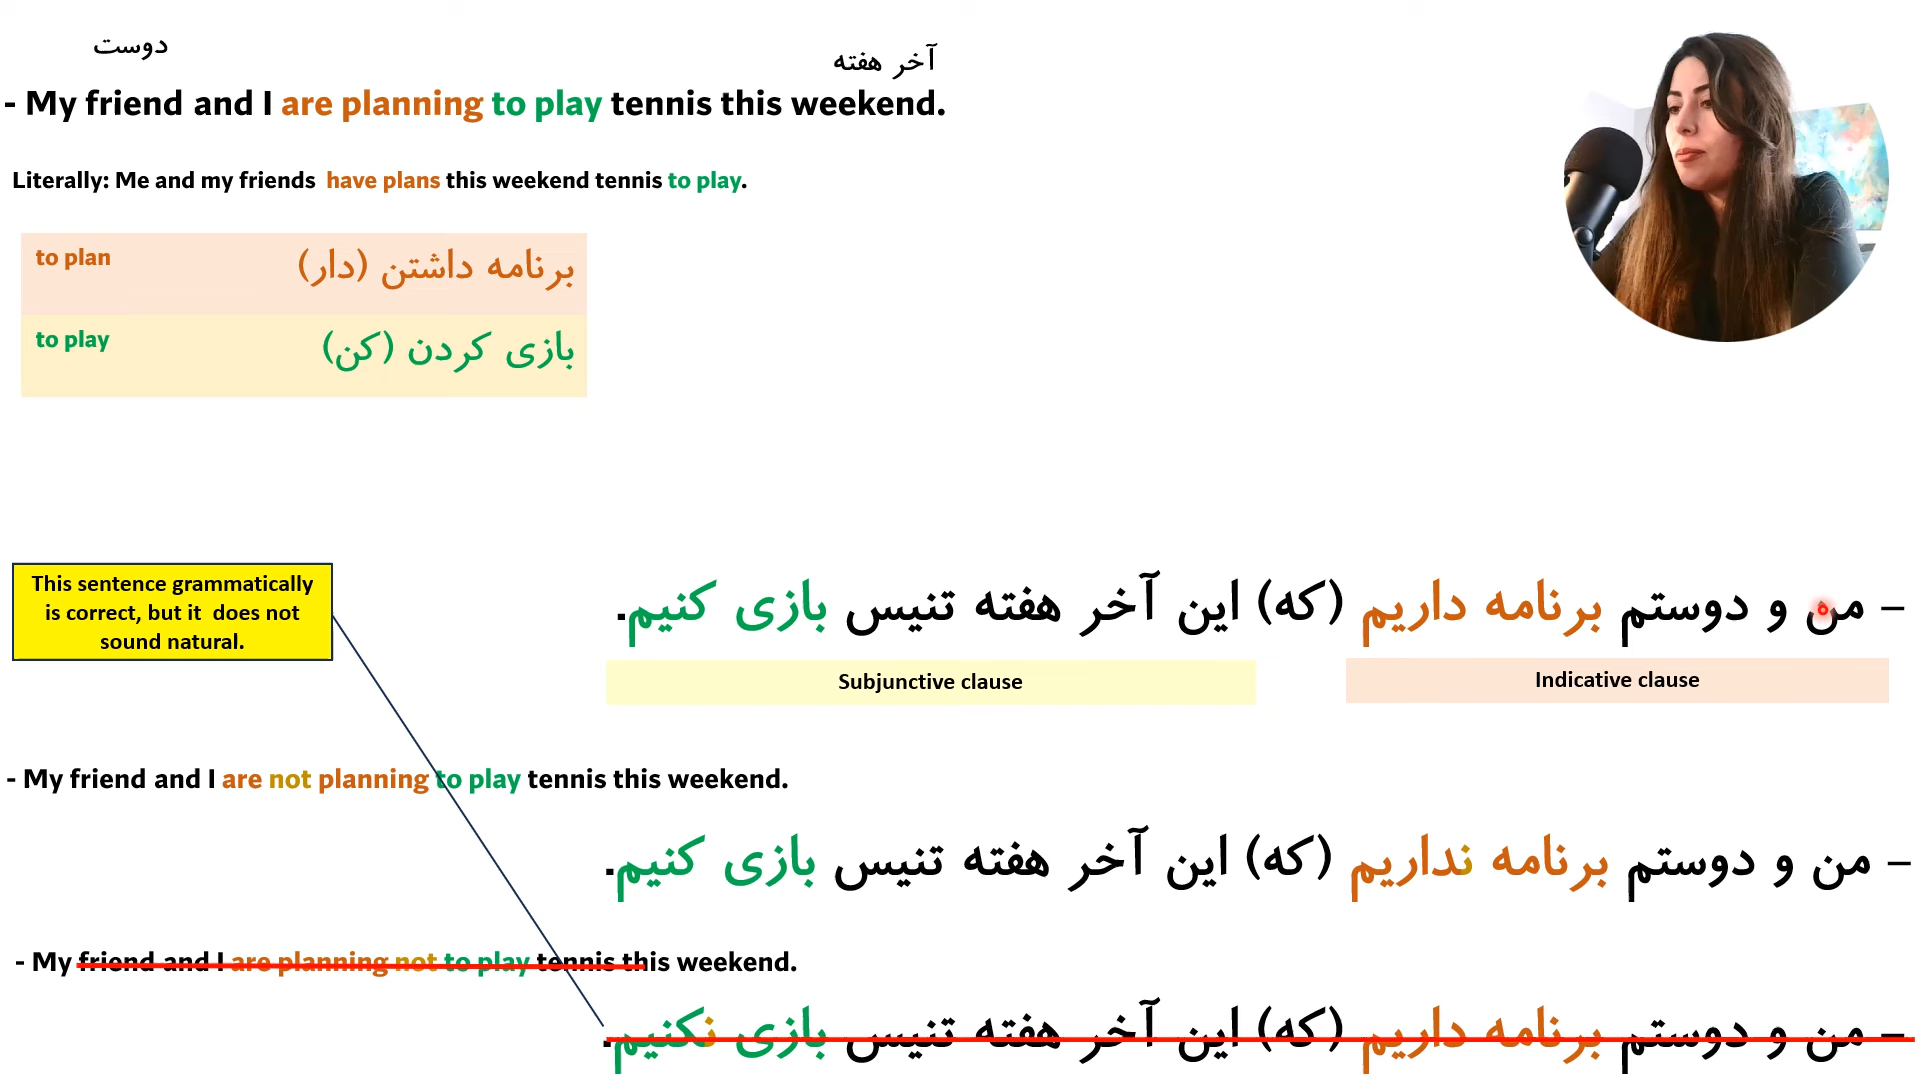 دوست
آخر هفته
- My friend and I are planning to play tennis this weekend.
Literally: Me and my friends have plans this weekend tennis to play.
to plan برنامه داشتن (دار)
to play بازی کردن (کن)
– من و دوستم برنامه داریم (که) این آخر هفته تنیس بازی کنیم.
This sentence grammatically
is correct, but it does not
sound natural.
Subjunctive clause
Indicative clause
- My friend and I are not planning to play tennis this weekend.
– من و دوستم برنامه نداریم (که) این آخر هفته تنیس بازی کنیم.
- My friend and I are planning not to play tennis this weekend.
– من و دوستم برنامه داریم (که) این آخر هفته تنیس بازی نکنیم.